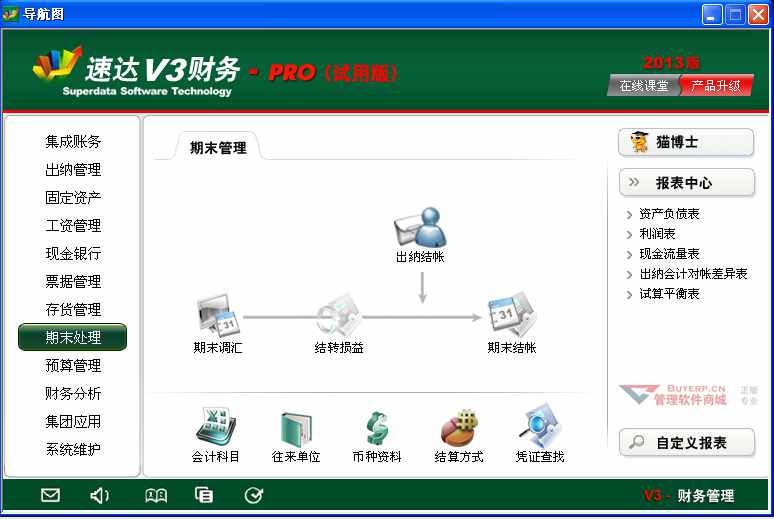 导航图
速达V3财务 - PRO（试用版）
Superdata Software Technology
2013版
在线课堂 产品升级
集成账务
出纳管理
固定资产
工资管理
现金银行
票据管理
存货管理
期末处理
预算管理
财务分析
集团应用
系统维护
期末管理
出纳结帐
31
31
期末调汇
结转损益
期末结帐
会计科目
往来单位
币种资料
结算方式
凭证查找
猫博士
报表中心
资产负债表
利润表
现金流量表
出纳会计对帐差异表
试算平衡表
BUYERP.CN
管理软件商城
专业
自定义报表
V3 - 财务管理